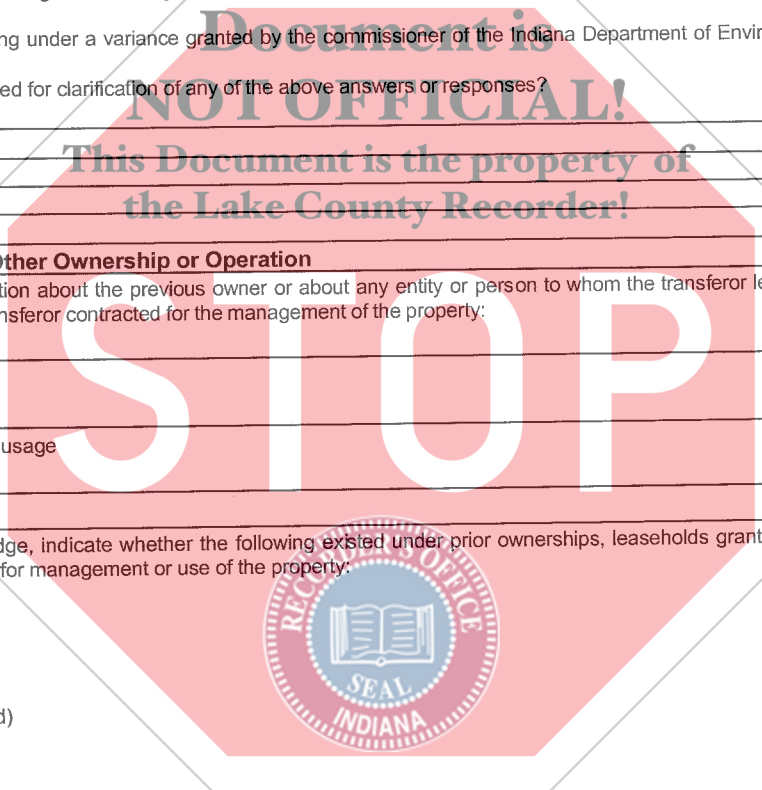 ng under a variance granted by the commissioner of the Indiana Department of Envir
ed for clarification of any of the above answers or responses?
Document is
NOT OFFICIAL!
This Document is the property of
the Lake County Recorder!
Other Ownership or Operation
tion about the previous owner or about any entity or person to whom the transferor le
nsferor contracted for the management of the property:
STOP
usage
dge, indicate whether the following existed under prior ownerships, leaseholds grant
for management or use of the property:
RECORDER'S OFFICE
SEAL
INDIANA
d)